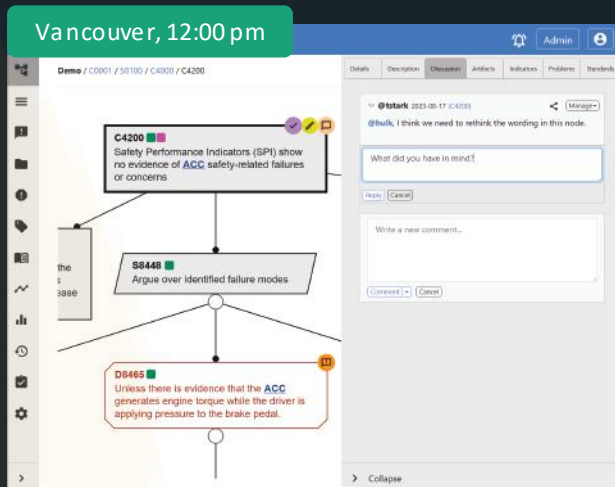 Vancouver, 12:00 pm
Admin
Demo / C0001 / S0100 / C4000 / C4200
Details
Description
Discussion
Artifacts
Indicators
Problems
Standards
C4200
Safety Performance Indicators (SPI) show
no evidence of ACC safety-related failures
or concerns
the
s
ease
S8448
Argue over identified failure modes
D8465
Unless there is evidence that the ACC
generates engine torque while the driver is
applying pressure to the brake pedal.
@tstark 2023-08-17 (C4200)
Manage
@hulk, I think we need to rethink the wording in this node.
What did you have in mind?
Reply
Cancel
Write a new comment...
Comment
Cancel
Collapse